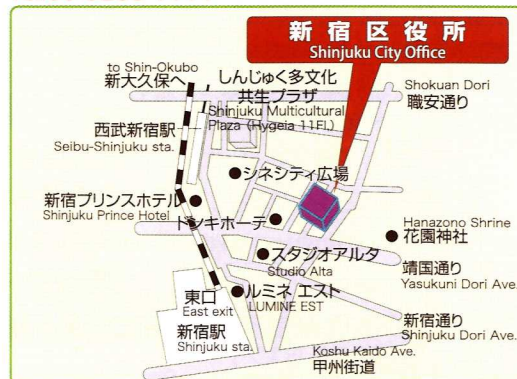 新宿区役所
Shinjuku City Office
to Shin-Okubo
新大久保へ
しんじゅく多文化
共生プラザ
Shinjuku Multicultural
Plaza (Hygeia 11Fl.)
Shokuan Dori
職安通り
西武新宿駅
Seibu-Shinjuku sta.
シネシティ広場
新宿プリンスホテル
Shinjuku Prince Hotel
ドンキホーテ
Hanazono Shrine
花園神社
スタジオアルタ
Studio Alta
靖国通り
Yasukuni Dori Ave.
東口
East exit
ルミネ エスト
LUMINE EST
新宿通り
Shinjuku Dori Ave.
新宿駅
Shinjuku sta.
Koshu Kaido Ave.
甲州街道